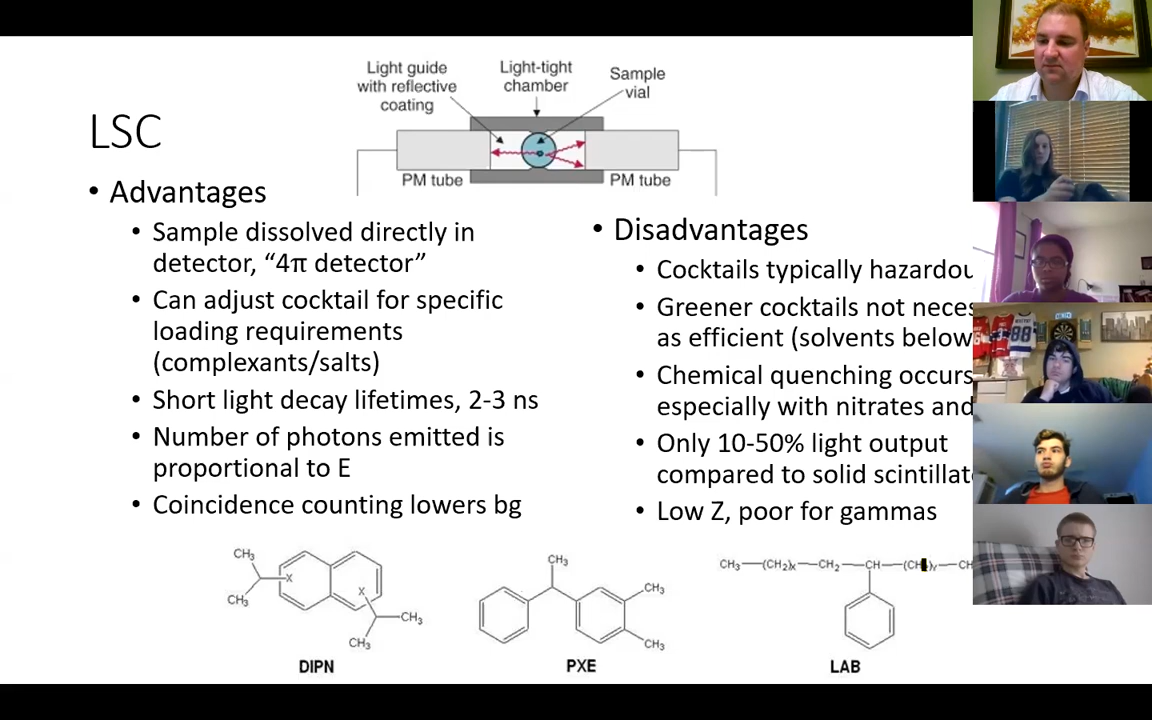 Light guide
with reflective
coating
Light-tight
chamber
Sample
vial
PM tube
PM tube
LSC
• Advantages
• Sample dissolved directly in
detector, “4π detector”
• Can adjust cocktail for specific
loading requirements
(complexants/salts)
• Short light decay lifetimes, 2-3 ns
• Number of photons emitted is
proportional to E
• Coincidence counting lowers bg
• Disadvantages
• Cocktails typically
• Greener cocktails not
as efficient (solvents below
• Chemical quenching occurs
especially with nitrates and
• Only 10-50% light output
compared to solid
• Low Z, poor for gammas
CH3
X
CH3
X
CH3
CH3
DIPN
CH3
CH3
CH3
PXE
CH3—(CH2)x—CH2—CH—
LAB
88